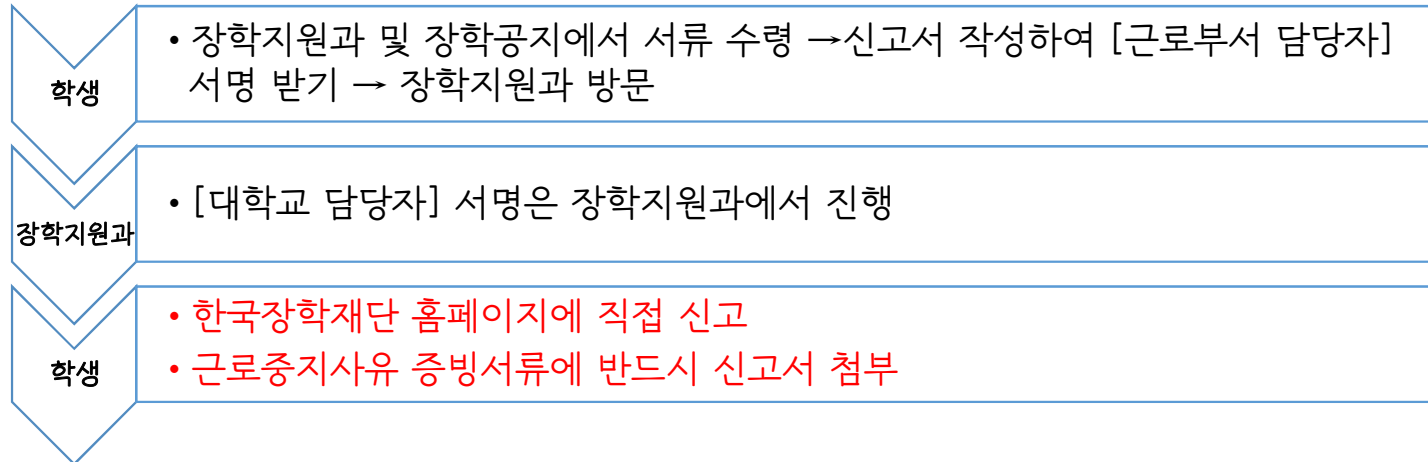 학생
• 장학지원과 및 장학공지에서 서류 수령 →신고서 작성하여 [근로부서 담당자]
서명 받기 → 장학지원과 방문
장학지원과
• [대학교 담당자] 서명은 장학지원과에서 진행
학생
• 한국장학재단 홈페이지에 직접 신고
• 근로중지사유 증빙서류에 반드시 신고서 첨부